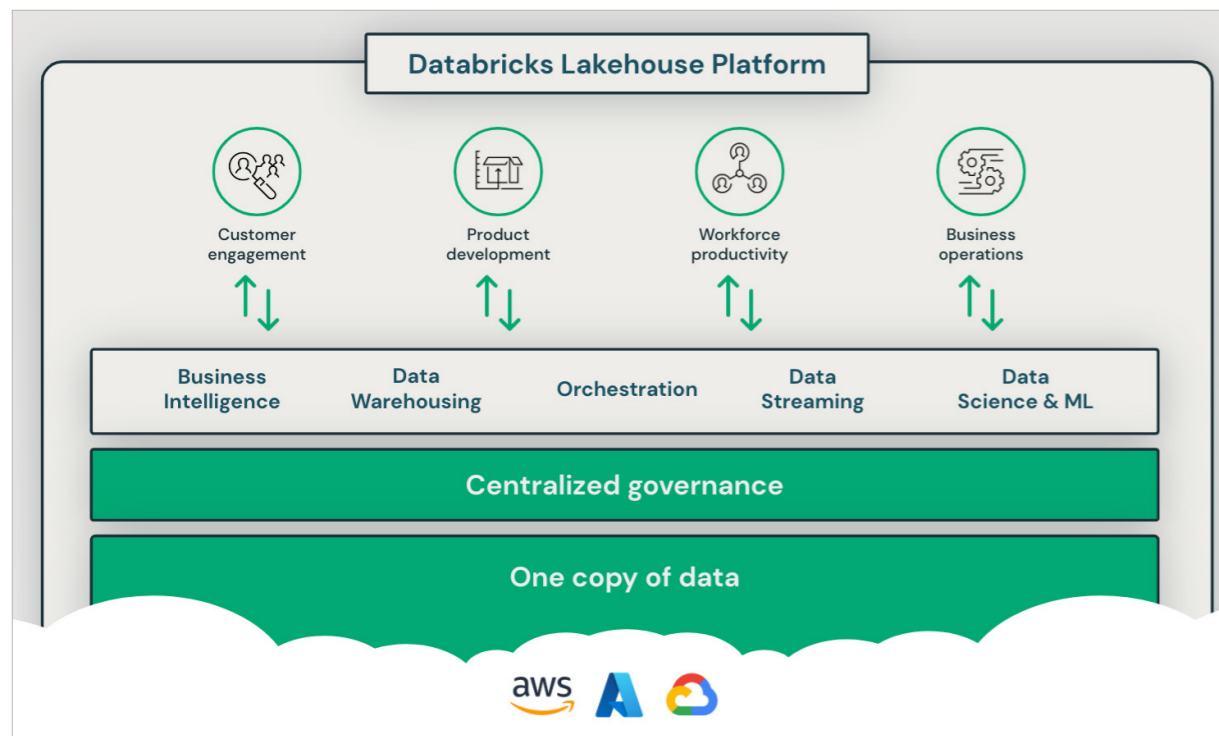 Databricks Lakehouse Platform
Customer
engagement
Product
development
Workforce
productivity
Business
operations
Business
Intelligence
Data
Warehousing
Orchestration
Data
Streaming
Data
Science & ML
Centralized governance
One copy of data
aws